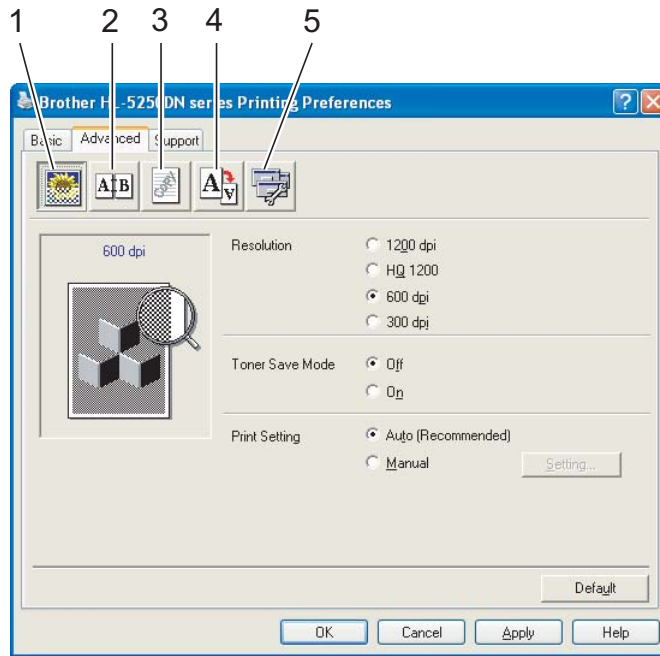 1 2 3 4 5
Brother HL-5250DN series Printing Preferences
Basic Advanced Support
A B
copy
A A
600 dpi
Resolution
1200 dpi
HQ 1200
600 dpi
300 dpi
Toner Save Mode
Off
On
Print Setting
Auto (Recommended)
Manual
Setting...
Default
OK Cancel Apply Help